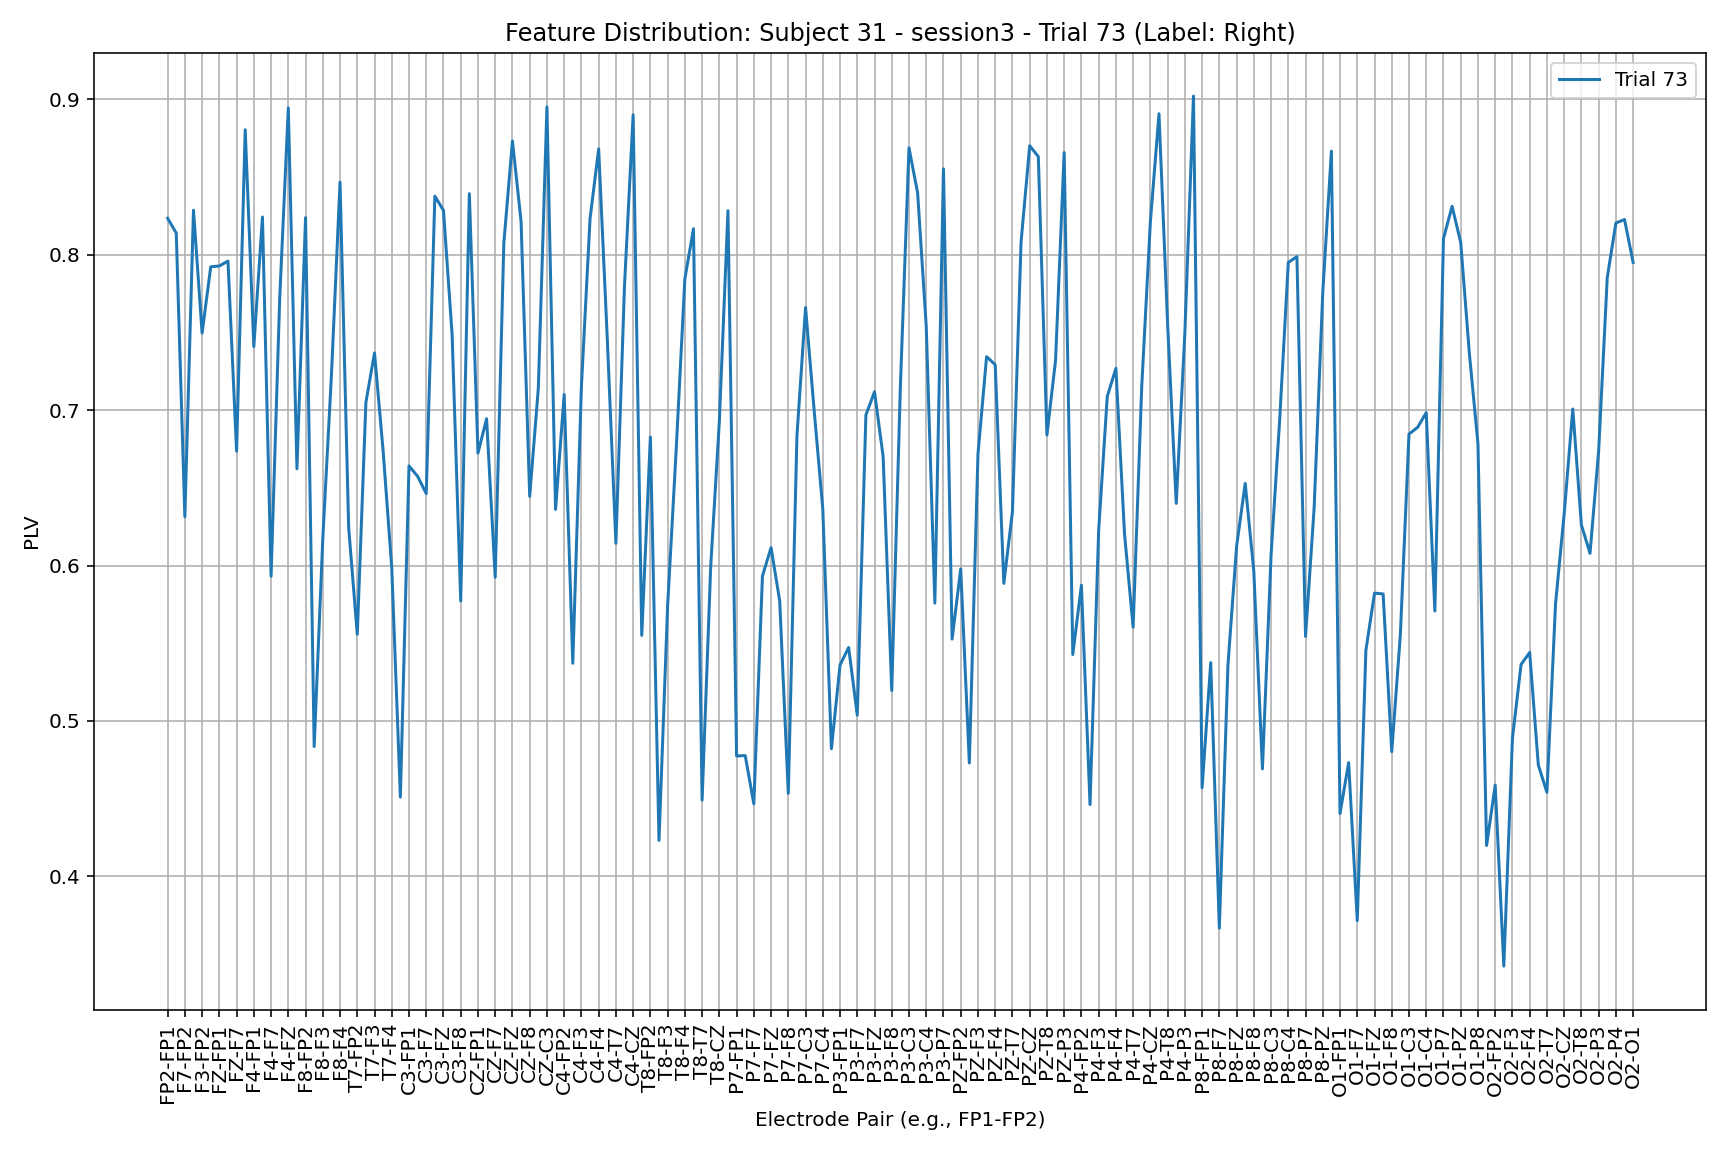 Feature Distribution: Subject 31 - session3 - Trial 73 (Label: Right)
Trial 73
0.9
0.8
0.7
0.6
0.5
0.4
PLV
FP2-FP1
F7-FP2
F3-FP2
FZ-FP1
FZ-F7
F4-FP1
F4-F7
F4-FZ
F8-FP2
F8-F3
F8-F4
T7-FP2
T7-F3
T7-F4
C3-FP1
C3-F7
C3-FZ
C3-F8
CZ-FP1
CZ-F7
CZ-FZ
CZ-F8
CZ-C3
C4-FP2
C4-F3
C4-F4
C4-T7
C4-CZ
T8-FP2
T8-F3
T8-F4
T8-T7
T8-CZ
P7-FP1
P7-F7
P7-FZ
P7-F8
P7-C3
P7-C4
P3-FP1
P3-F7
P3-FZ
P3-F8
P3-C3
P3-C4
P3-P7
PZ-FP2
PZ-F3
PZ-F4
PZ-T7
PZ-CZ
PZ-T8
PZ-P3
P4-FP2
P4-F3
P4-F4
P4-T7
P4-CZ
P4-T8
P4-P3
P8-FP1
P8-F7
P8-FZ
P8-F8
P8-C3
P8-C4
P8-P7
P8-PZ
O1-FP1
O1-F7
O1-FZ
O1-F8
O1-C3
O1-C4
O1-P7
O1-PZ
O1-P8
O2-FP2
O2-F3
O2-F4
O2-T7
O2-CZ
O2-T8
O2-P3
O2-P4
O2-O1
Electrode Pair (e.g., FP1-FP2)